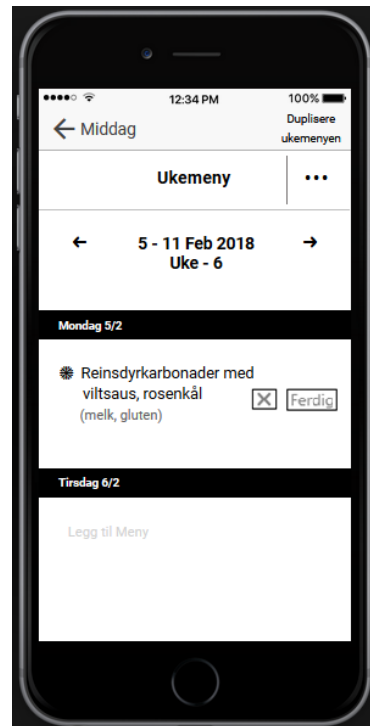 12:34 PM
100%
← Middag
Duplisere
ukemenyen
Ukemeny
•••
← 5 - 11 Feb 2018 →
Uke - 6
Mondag 5/2
Reinsdyrkarbonader med
viltsaus, rosenkål
(melk, gluten)
Ferdig
Tirsdag 6/2
Legg til Meny